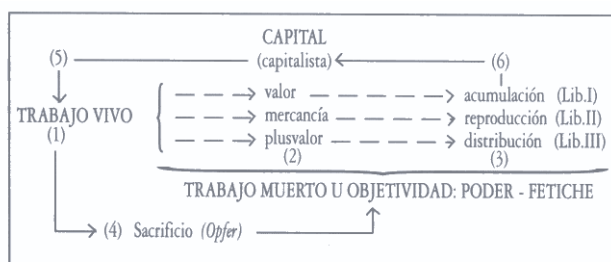 CAPITAL
(5) (capitalista) (6)
valor acumulación (Lib.I)
TRABAJO VIVO mercancía reproducción (Lib.II)
(1) plusvalor distribución (Lib.III)
(2) (3)
TRABAJO MUERTO U OBJETIVIDAD: PODER - FETICHE
(4) Sacrificio (Opfer)